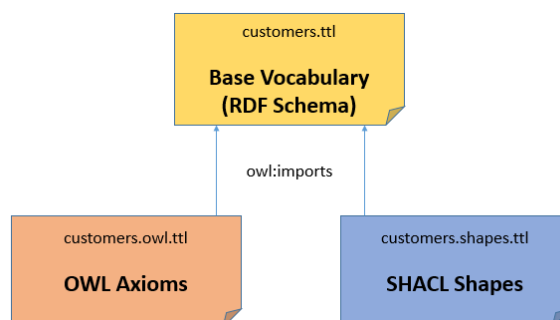 customers.ttl
Base Vocabulary
(RDF Schema)
owl:imports
customers.owl.ttl
OWL Axioms
customers.shapes.ttl
SHACL Shapes